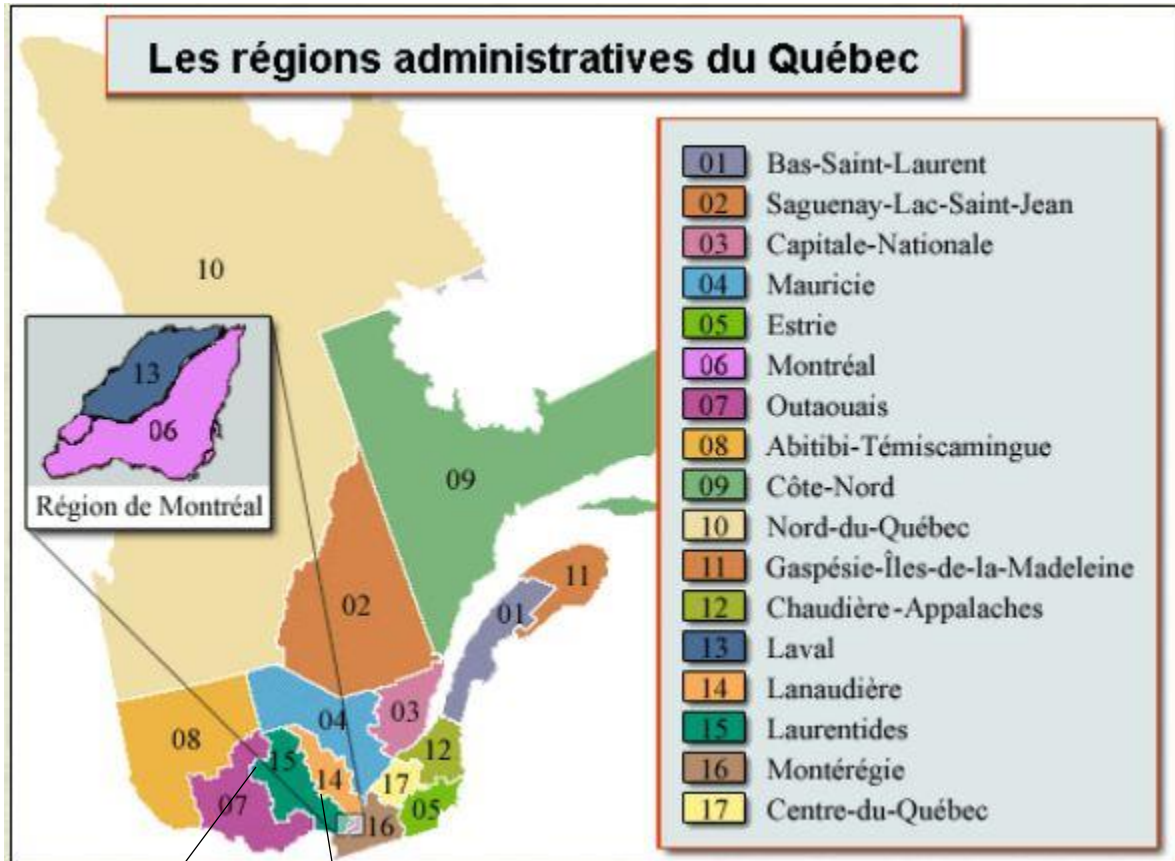 Les régions administratives du Québec
01 Bas-Saint-Laurent
02 Saguenay-Lac-Saint-Jean
03 Capitale-Nationale
04 Mauricie
05 Estrie
06 Montréal
07 Outaouais
08 Abitibi-Témiscamingue
09 Côte-Nord
10 Nord-du-Québec
11 Gaspésie-Îles-de-la-Madeleine
12 Chaudière-Appalaches
13 Laval
14 Lanaudière
15 Laurentides
16 Montérégie
17 Centre-du-Québec
10
13
06
Région de Montréal
09
11
02
01
04
03
08
12
15
14
17
07
05
16